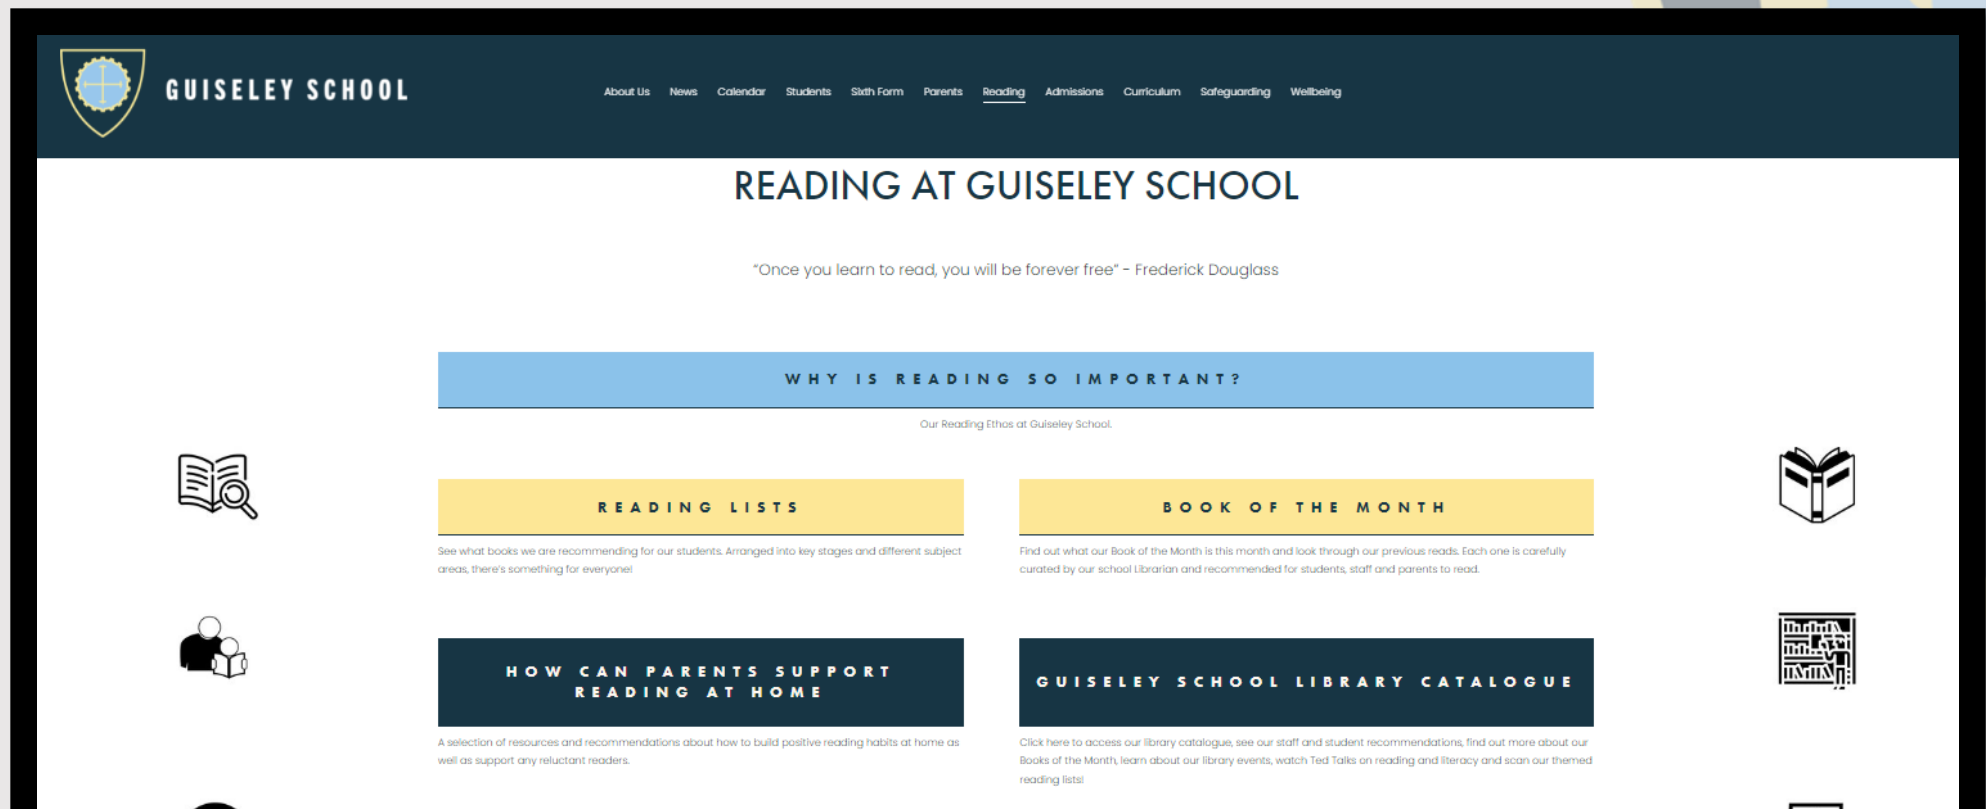 GUISELEY SCHOOL
About Us News Calendar Students Sixth Form Parents Reading Admissions Curriculum Safeguarding Wellbeing
READING AT GUISELEY SCHOOL
"Once you learn to read, you will be forever free" - Frederick Douglass
WHY IS READING SO IMPORTANT?
Our Reading Ethos at Guiseley School.
READING LISTS
See what books we are recommending for our students. Arranged into key stages and different subject
areas, there's something for everyone!
BOOK OF THE MONTH
Find out what our Book of the Month is this month and look through our previous reads. Each one is carefully
curated by our school Librarian and recommended for students, staff and parents to read.
HOW CAN PARENTS SUPPORT
READING AT HOME
A selection of resources and recommendations about how to build positive reading habits at home as
well as support any reluctant readers.
GUISELEY SCHOOL LIBRARY CATALOGUE
Click here to access our library catalogue, see our staff and student recommendations, find out more about our
Books of the Month, learn about our library events, watch Ted Talks on reading and literacy and scan our themed
reading lists!